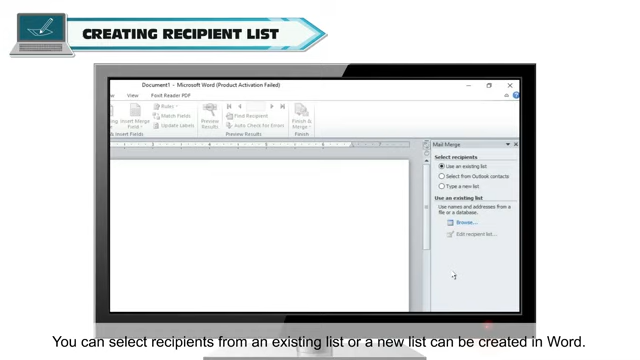 CREATING RECIPIENT LIST
Document1 - Microsoft Word (Product Activation Failed)
View Foxit Reader PDF
Rules
Match Fields
Update Labels
Insert Merge
Field
Preview
Results
Find Recipient
Auto Check for Errors
Finish &
Merge
& Insert Fields Preview Results Finish
Mail Merge
Select recipients
Use an existing list
Select from Outlook contacts
Type a new list
Use an existing list
Use names and addresses from a
file or a database.
Browse...
Edit recipient list...
You can select recipients from an existing list or a new list can be created in Word.